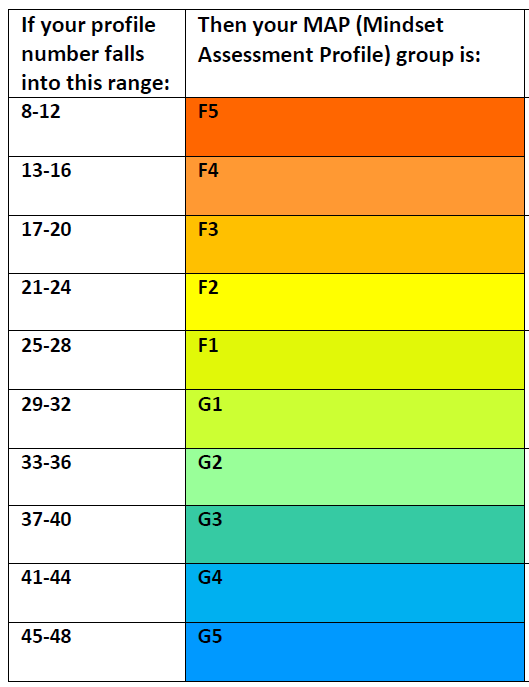 If your profile
number falls
into this range:
Then your MAP (Mindset
Assessment Profile) group is:
8-12
F5
13-16
F4
17-20
F3
21-24
F2
25-28
F1
29-32
G1
33-36
G2
37-40
G3
41-44
G4
45-48
G5